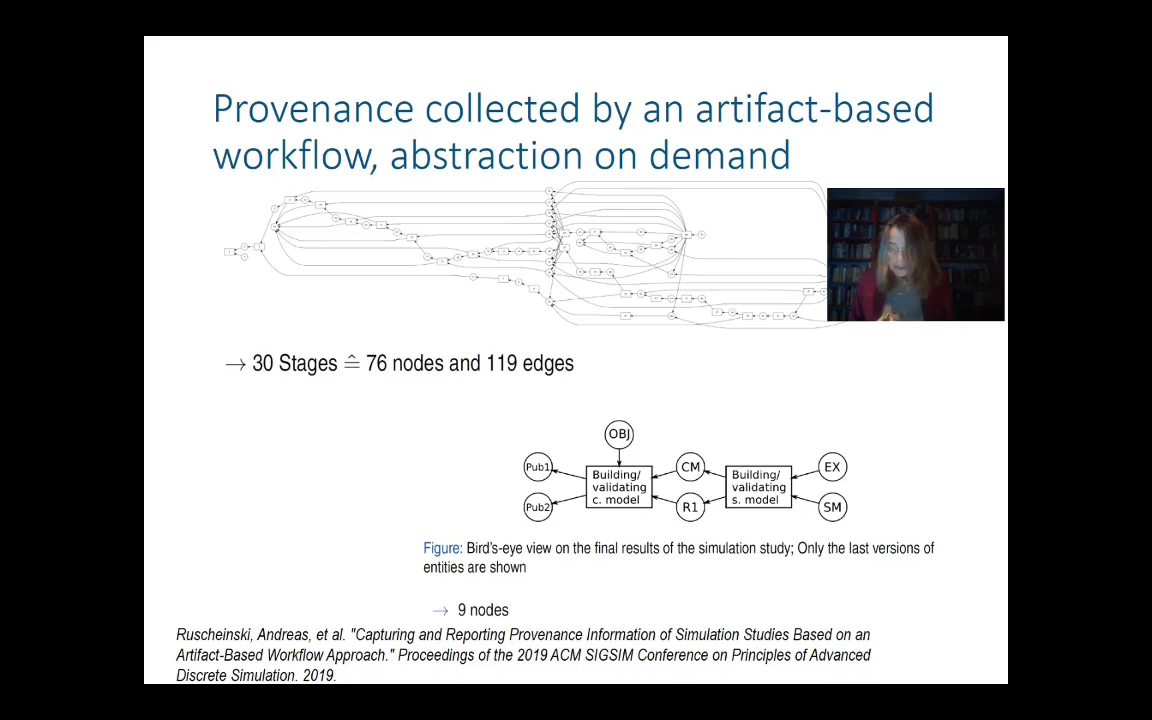 Provenance collected by an artifact-based
workflow, abstraction on demand
→ 30 Stages ≙ 76 nodes and 119 edges
OBJ
Pub1
Building/
validating
c. model
CM
Building/
validating
s. model
EX
Pub2
R1
SM
Figure: Bird's-eye view on the final results of the simulation study; Only the last versions of
entities are shown
→ 9 nodes
Ruscheinski, Andreas, et al. "Capturing and Reporting Provenance Information of Simulation Studies Based on an
Artifact-Based Workflow Approach." Proceedings of the 2019 ACM SIGSIM Conference on Principles of Advanced
Discrete Simulation. 2019.